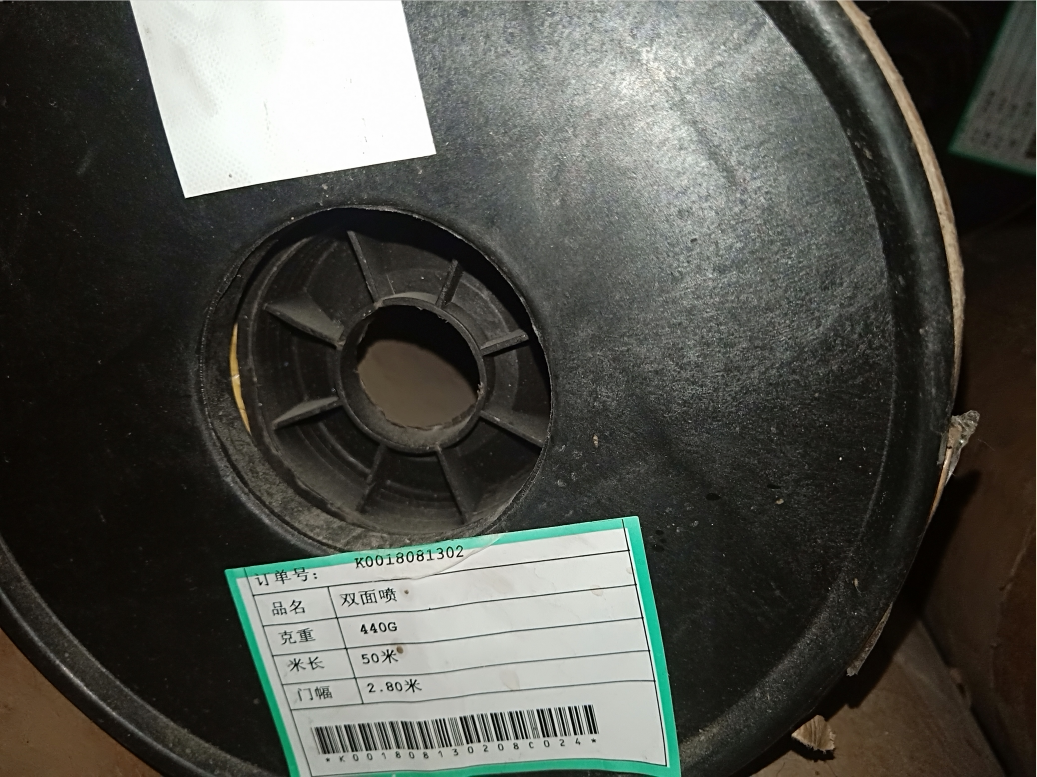 订单号: K0018081302
品名 双面喷
克重 440G
米长 50米
门幅 2.80米
*K001808130208C024*